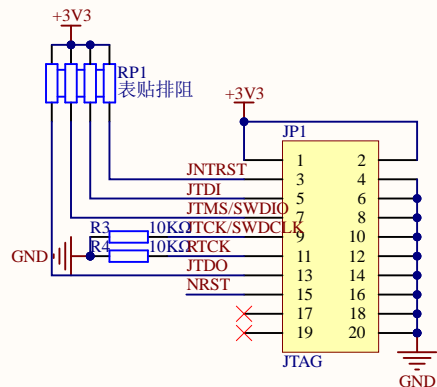 +3V3
RP1
表贴排阻
+3V3
JP1
1 2
JNTRST 3 4
JTDI 5 6
JTMS/SWDIO 7 8
R3 10KΩ JTCK/SWDCLK 9 10
GND R4 10KΩ RTCK 11 12
JTDO 13 14
NRST 15 16
17 18
19 20
JTAG
GND